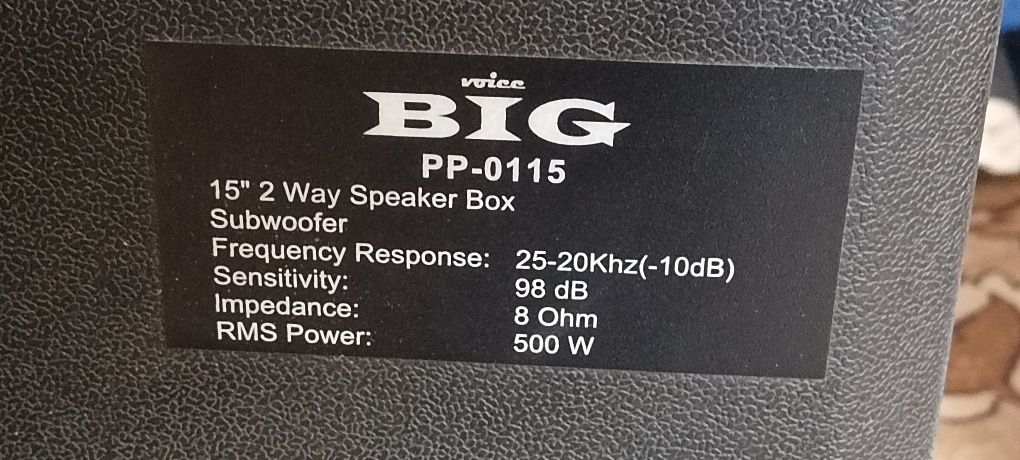 voice
BIG
PP-0115
15" 2 Way Speaker Box
Subwoofer
Frequency Response: 25-20Khz(-10dB)
Sensitivity: 98 dB
Impedance: 8 Ohm
RMS Power: 500 W